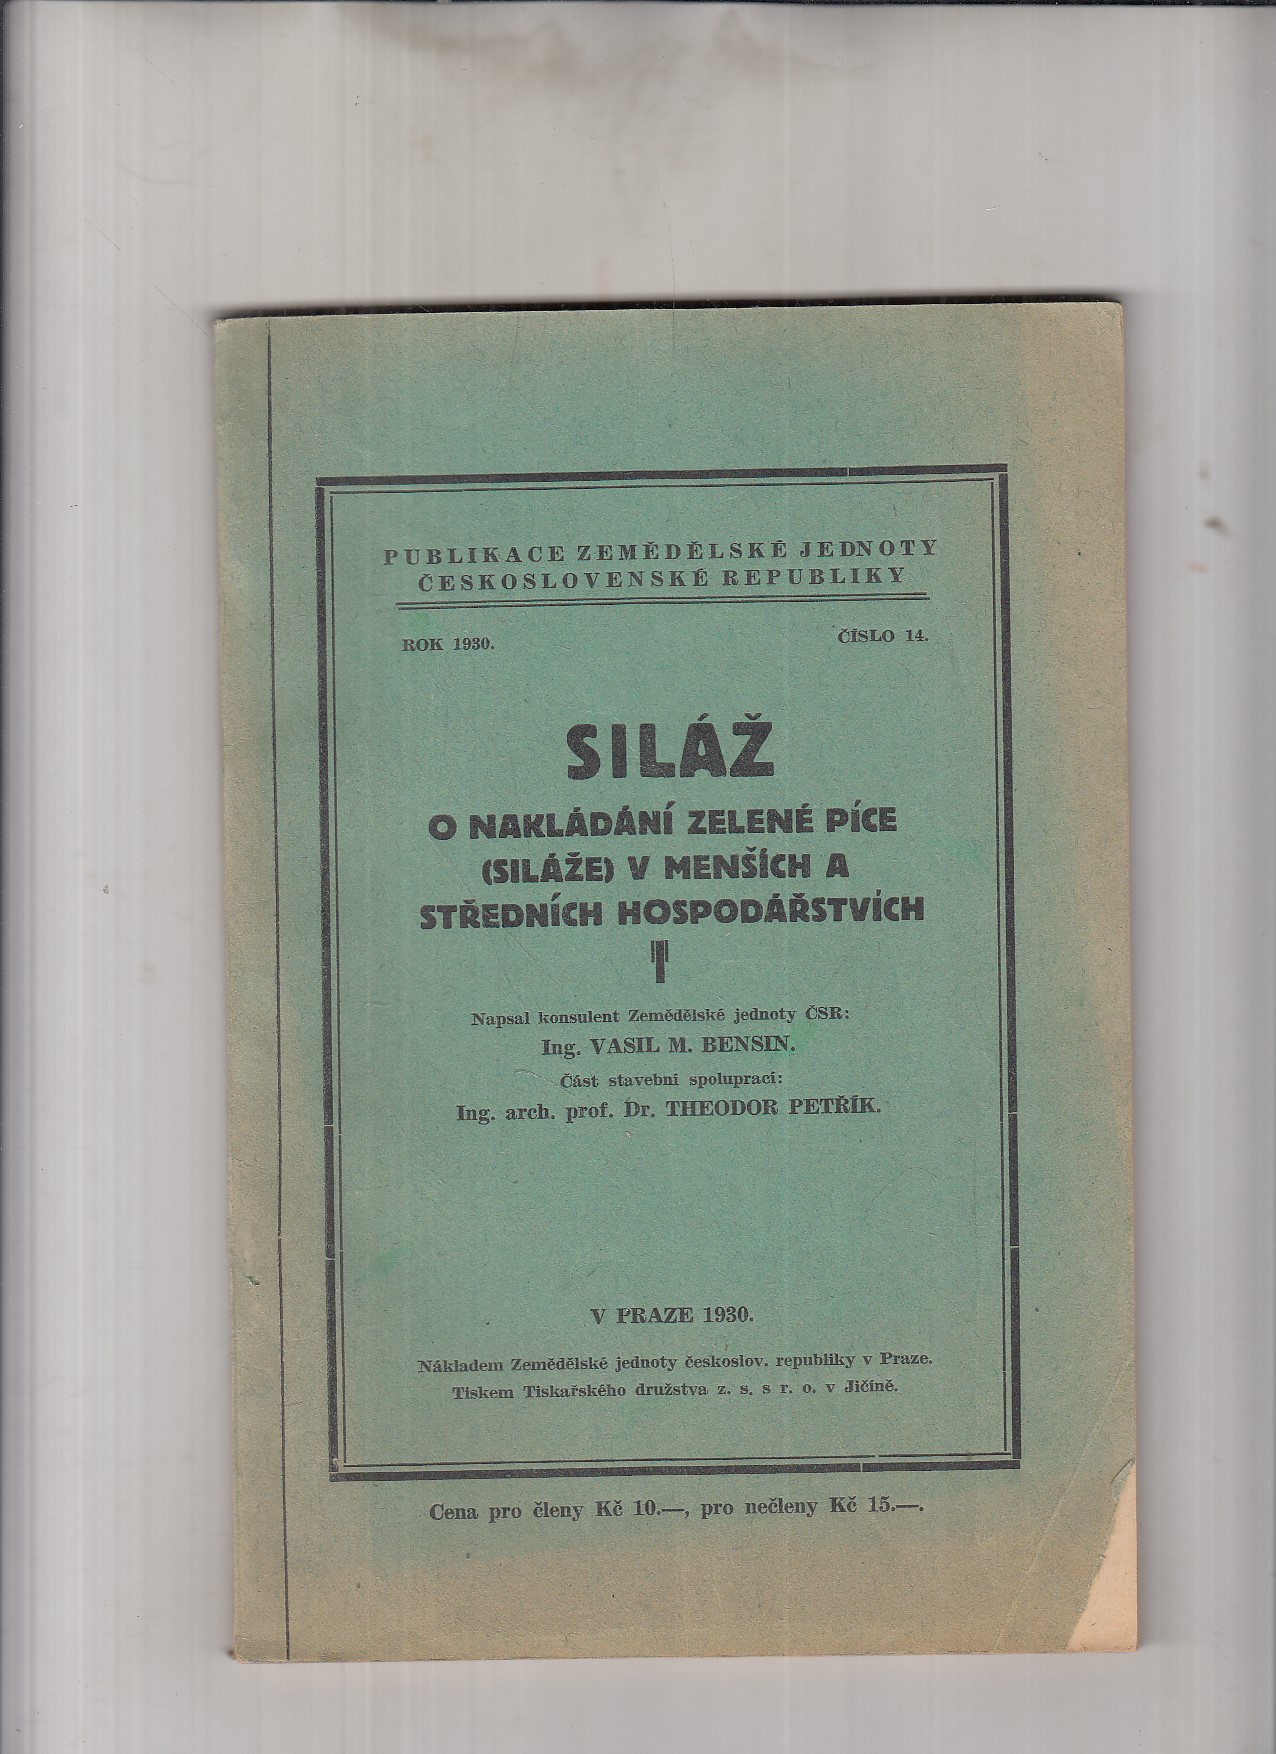 PUBLIKACE ZEMĚDĚLSKÉ JEDNOTY
ČESKOSLOVENSKÉ REPUBLIKY
ROK 1930.
ČÍSLO 14.
SILÁŽ
O NAKLÁDÁNÍ ZELENÉ PÍCE
(SILÁŽE) V MENŠÍCH A
STŘEDNÍCH HOSPODÁŘSTVÍCH
Napsal konsulent Zemědělské jednoty ČSR:
Ing. VASIL M. BENSIN.
Část stavební spoluprací:
Ing. arch. prof. Dr. THEODOR PETŘÍK.
V PRAZE 1930.
Nákladem Zemědělské jednoty českoslov. republiky v Praze.
Tiskem Tiskařského družstva z. s. s r. o. v Jičíně.
Cena pro členy Kč 10.—, pro nečleny Kč 15.—.